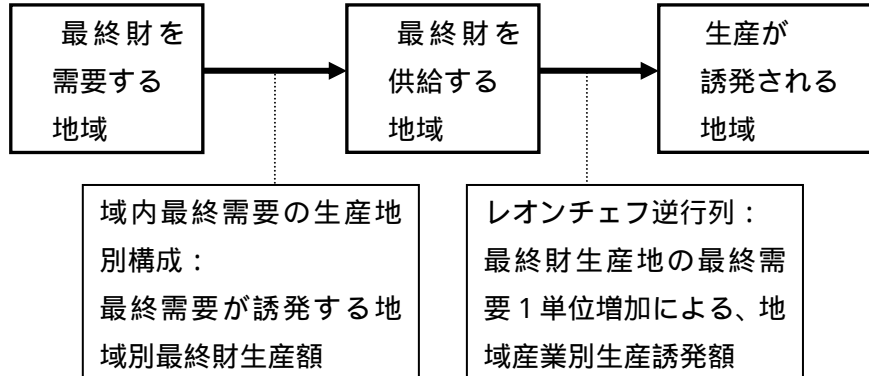 最終財を
需要する
地域
最終財を
供給する
地域
生産が
誘発される
地域
域内最終需要の生産地
別構成：
最終需要が誘発する地
域別最終財生産額
レオンチェフ逆行列：
最終財生産地の最終需
要１単位増加による、地
域産業別生産誘発額